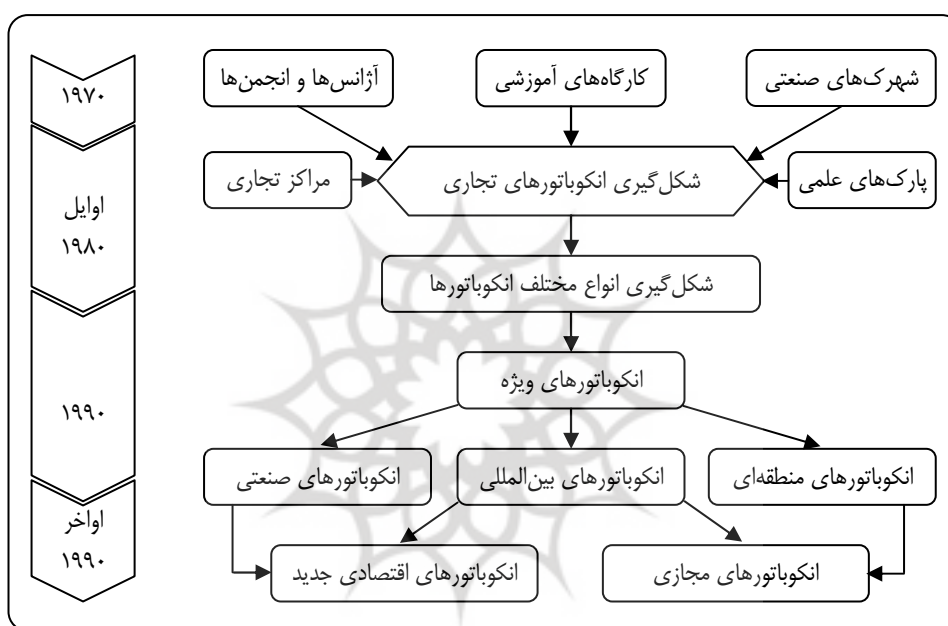 شهرک‌های صنعتی
کارگاه‌های آموزشی
آژانس‌ها و انجمن‌ها
۱۹۷۰
پارک‌های علمی
شکل‌گیری انکوباتورهای تجاری
مراکز تجاری
اوایل
۱۹۸۰
شکل‌گیری انواع مختلف انکوباتورها
انکوباتورهای ویژه
۱۹۹۰
انکوباتورهای منطقه‌ای
انکوباتورهای بین‌المللی
انکوباتورهای صنعتی
اواخر
۱۹۹۰
انکوباتورهای مجازی
انکوباتورهای اقتصادی جدید